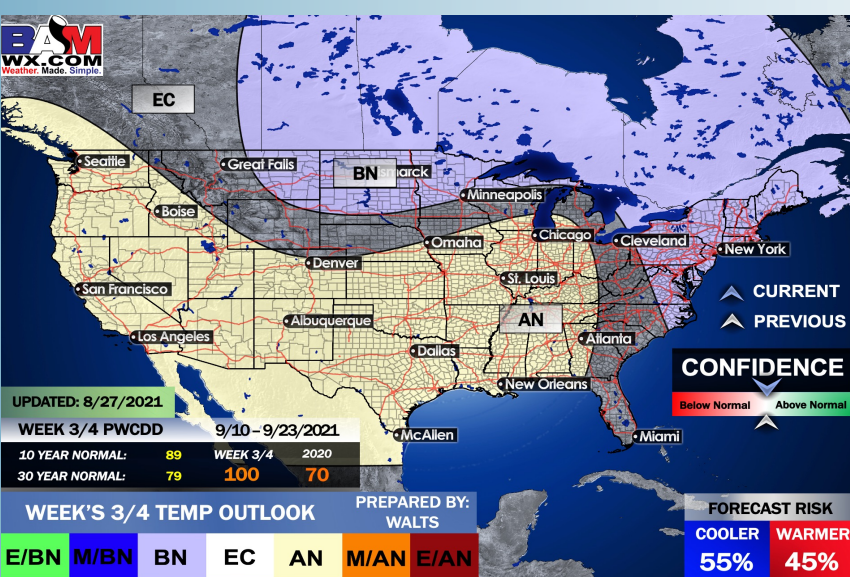 BAM
WX.COM
Weather. Made. Simple.
EC
Seattle
Great Falls
BN
smarck
Minneapolis
Boise
Omaha
Chicago
Cleveland
New York
Denver
St. Louis
San Francisco
CURRENT
PREVIOUS
Albuquerque
AN
Los Angeles
Atlanta
Dallas
New Orleans
McAllen
Miami
CONFIDENCE
Below Normal
Above Normal
UPDATED: 8/27/2021
WEEK 3/4 PWCDD 9/10 – 9/23/2021
10 YEAR NORMAL: 89 WEEK 3/4 2020
30 YEAR NORMAL: 79 100 70
WEEK'S 3/4 TEMP OUTLOOK
PREPARED BY:
WALTS
E/BN M/BN BN EC AN M/AN E/AN
FORECAST RISK
COOLER WARMER
55% 45%